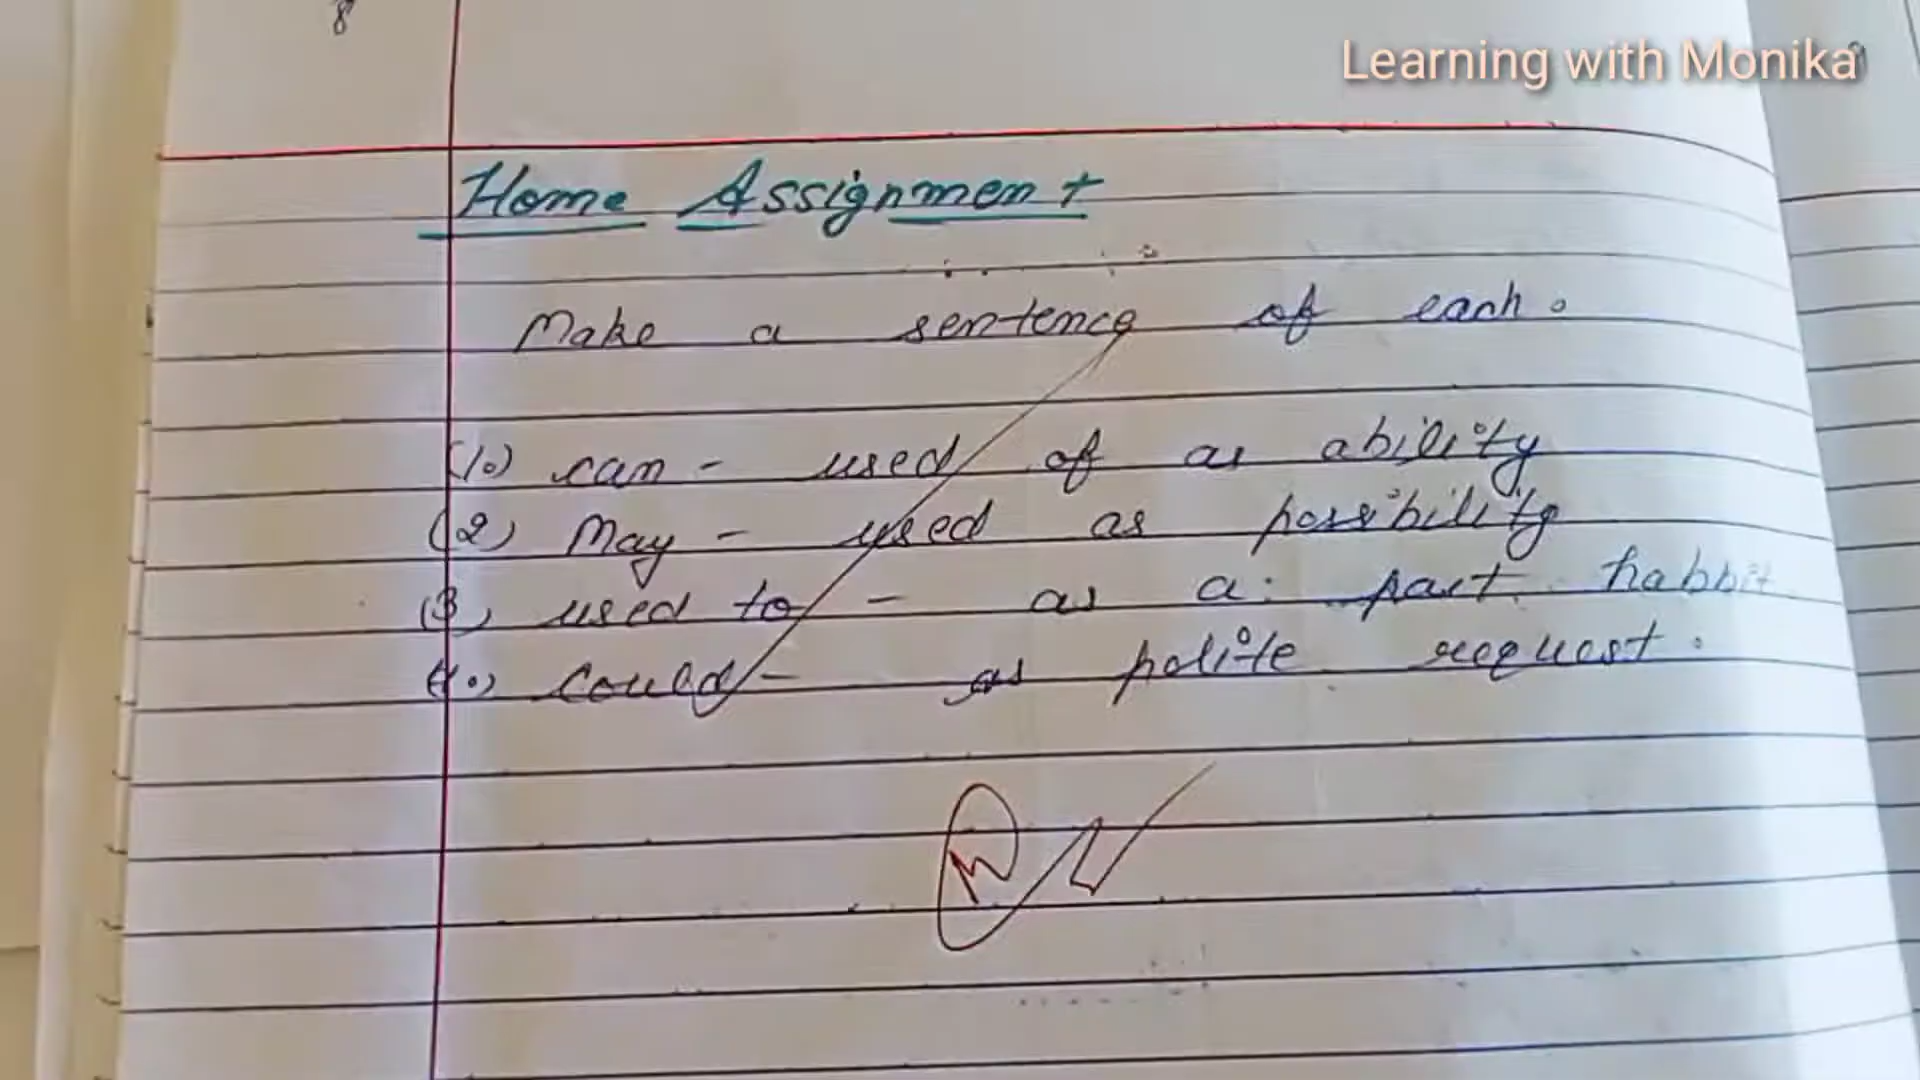 8
Learning with Monika
Home Assignment
Make a sentence of each.
(1.) can - used of as ability
(2) May - used as possibility
(3) used to - as a past habbit
(4.) could - as polite request.